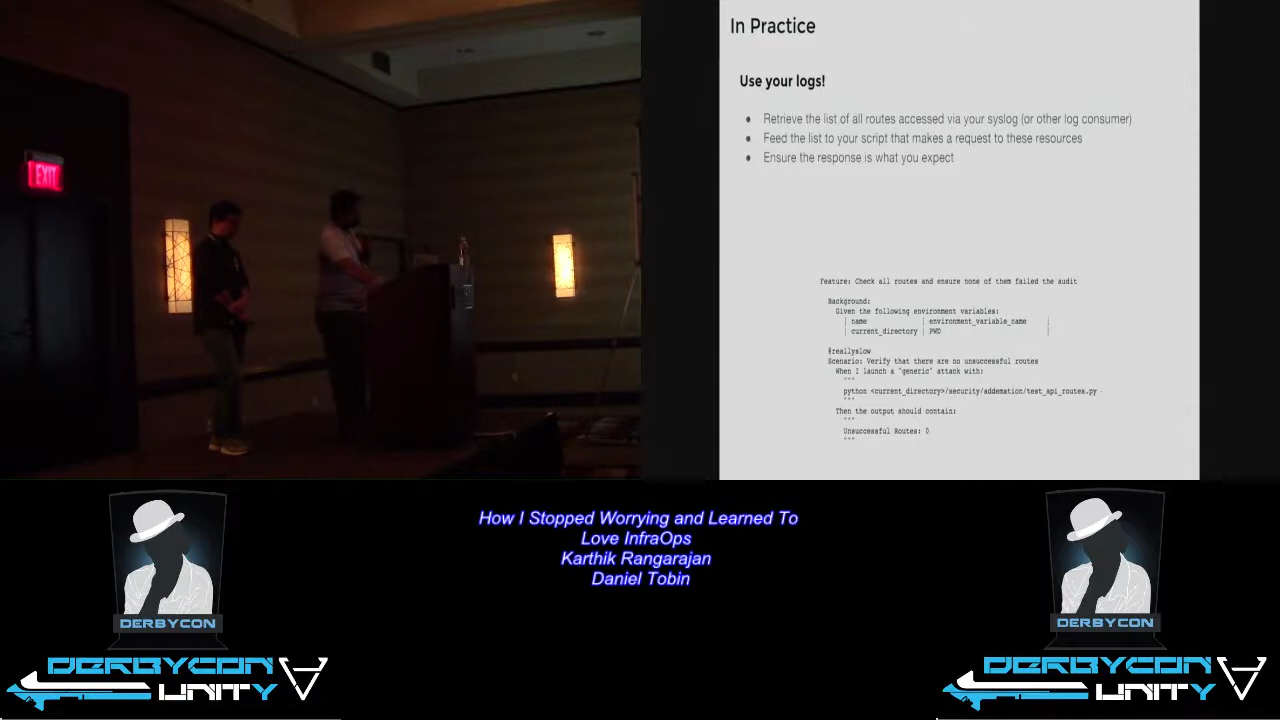 EXIT
In Practice
Use your logs!
● Retrieve the list of all routes accessed via your syslog (or other log consumer)
● Feed the list to your script that makes a request to these resources
● Ensure the response is what you expect
Feature: Check all routes and ensure none of them failed the audit
Background:
Given the following environment variables:
| name | environment_variable_name |
| current_directory | PWD |
@reallyslow
Scenario: Verify that there are no unsuccessful routes
When I launch a "generic" attack with:
"""
python <current_directory>/security/addemation/test_api_routes.py
"""
Then the output should contain:
"""
Unsuccessful Routes: 0
"""
How I Stopped Worrying and Learned To
Love InfraOps
Karthik Rangarajan
Daniel Tobin
DERBYCON
DERBYCON
UNITY
DERBYCON
DERBYCON
UNITY